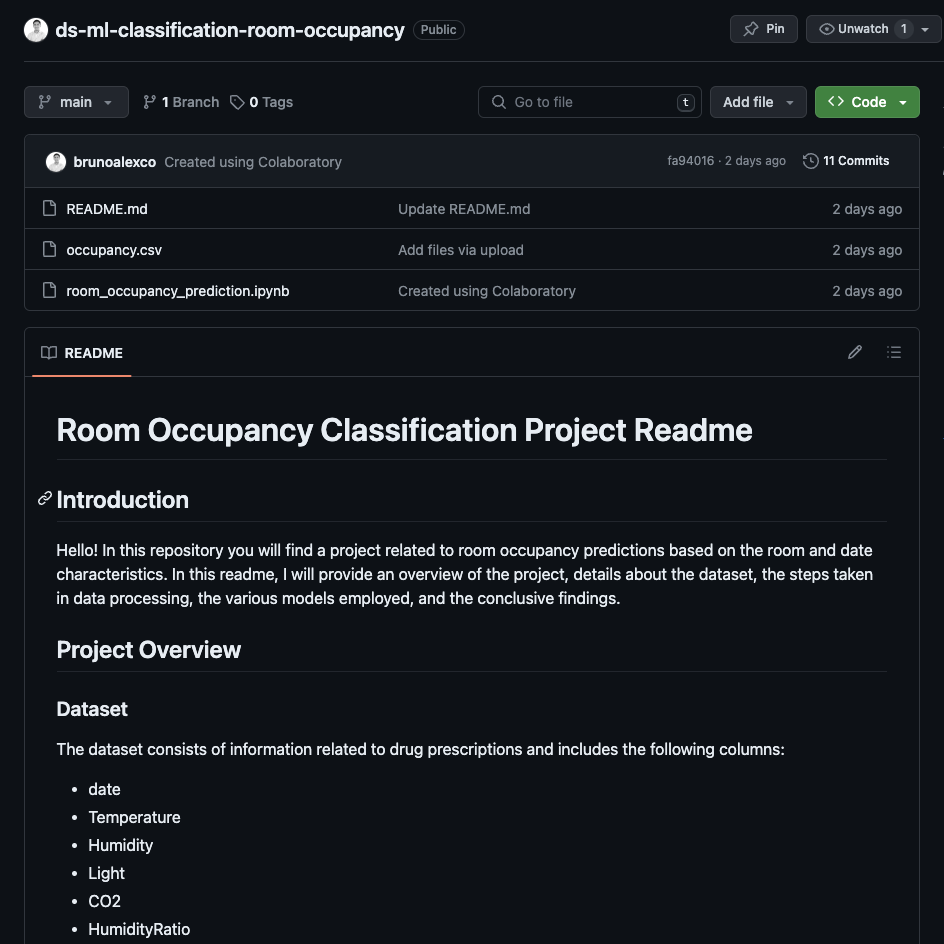 ds-ml-classification-room-occupancy Public Pin Unwatch 1
main 1 Branch 0 Tags Go to file t Add file <> Code
brunoalexco Created using Colaboratory fa94016 · 2 days ago 11 Commits
README.md Update README.md 2 days ago
occupancy.csv Add files via upload 2 days ago
room_occupancy_prediction.ipynb Created using Colaboratory 2 days ago
README
Room Occupancy Classification Project Readme
Introduction
Hello! In this repository you will find a project related to room occupancy predictions based on the room and date
characteristics. In this readme, I will provide an overview of the project, details about the dataset, the steps taken
in data processing, the various models employed, and the conclusive findings.
Project Overview
Dataset
The dataset consists of information related to drug prescriptions and includes the following columns:
• date
• Temperature
• Humidity
• Light
• CO2
• HumidityRatio